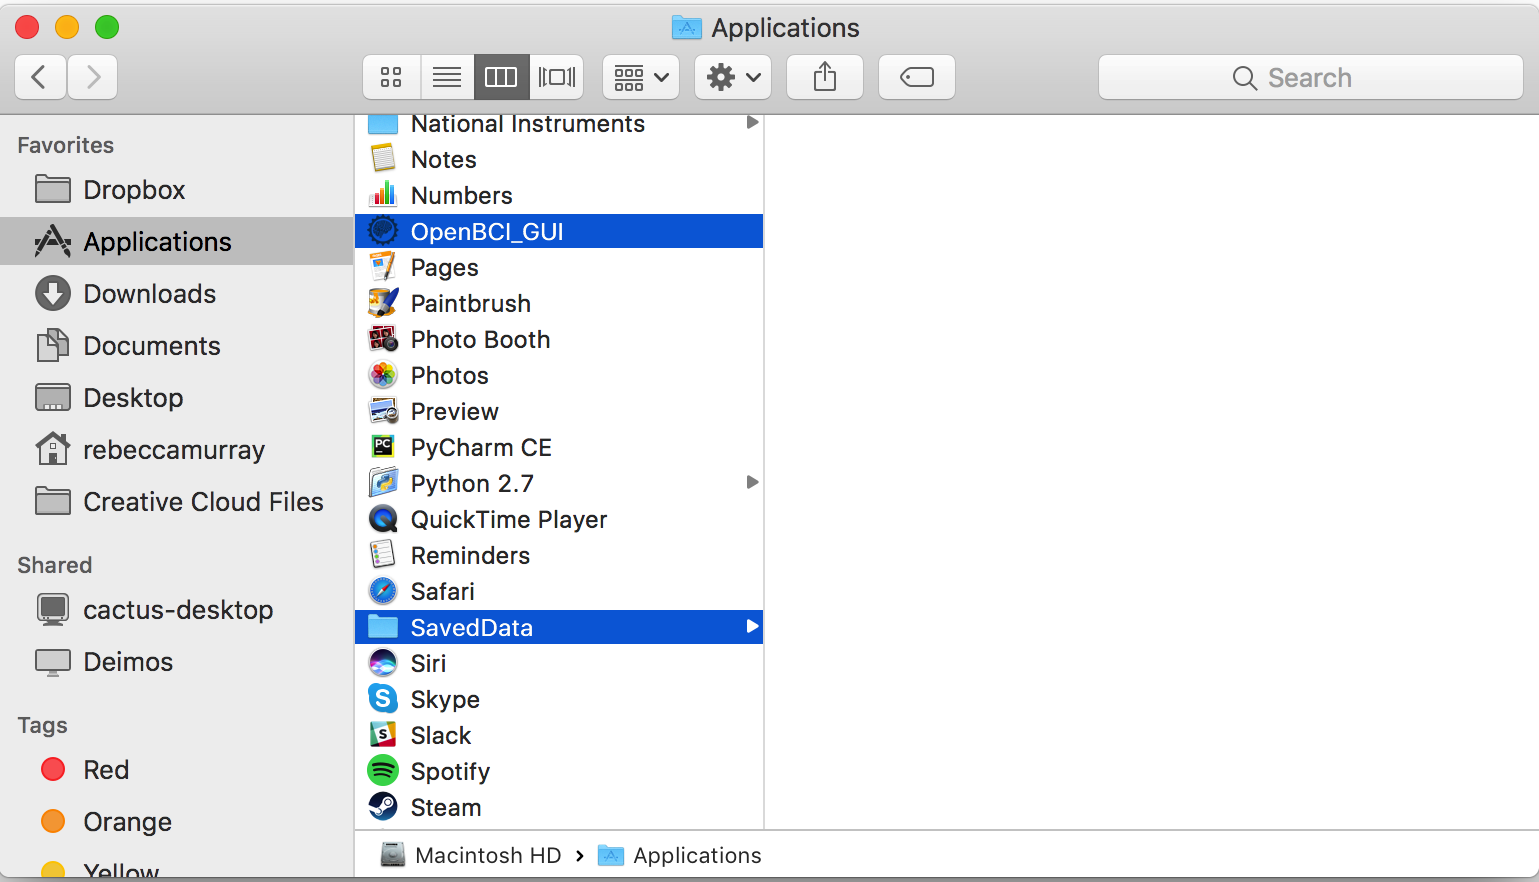 Applications
Search
Favorites
Dropbox
Applications
Downloads
Documents
Desktop
rebeccamurray
Creative Cloud Files
Shared
cactus-desktop
Deimos
Tags
Red
Orange
Yellow
National Instruments
Notes
Numbers
OpenBCI_GUI
Pages
Paintbrush
Photo Booth
Photos
Preview
PC
PyCharm CE
Python 2.7
QuickTime Player
Reminders
Safari
SavedData
Siri
S
Skype
S
Slack
Spotify
Steam
Macintosh HD › Applications